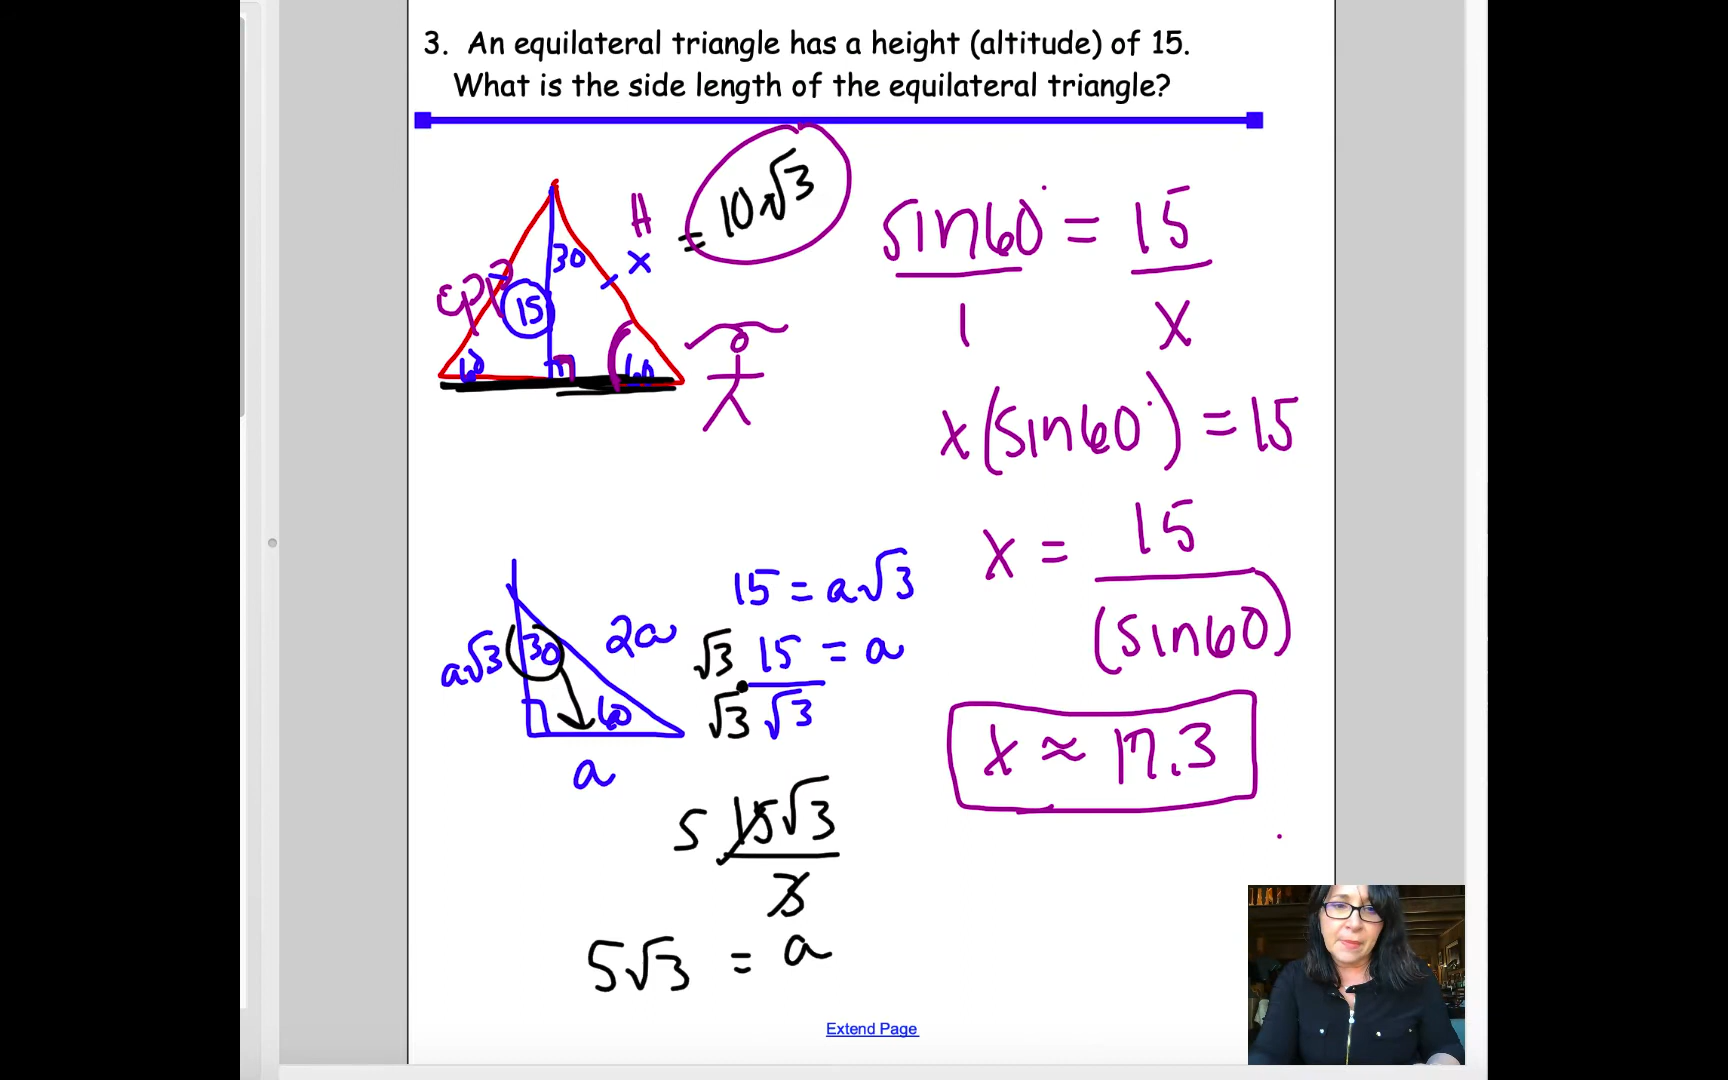 3. An equilateral triangle has a height (altitude) of 15.
What is the side length of the equilateral triangle?
H
= 10√3
30
x
opp
15
60
60
sin60° = 15
1 x
x(sin60°) = 15
x = 15
(sin60)
x ≈ 17.3
a√3
30
2a
60
a
15 = a√3
√3 15 = a
√3 √3
5 15√3
3
5√3 = a
Extend Page